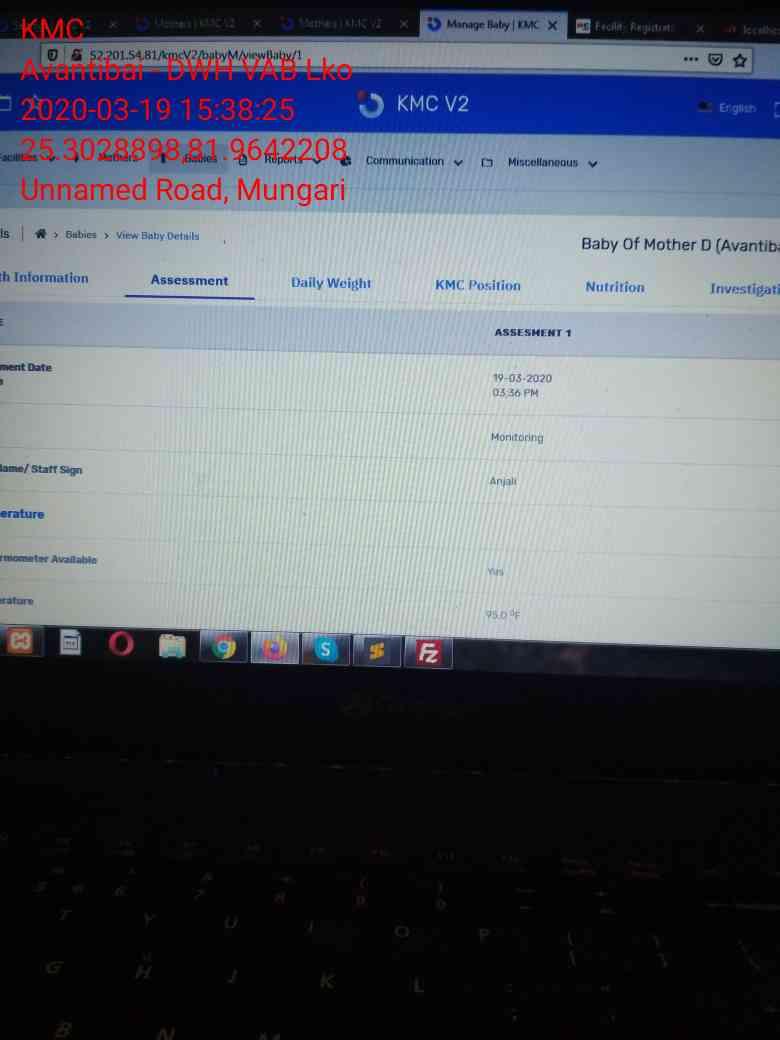 KMC
Avantibai - DWH VAB Lko
2020-03-19 15:38:25
25.3028898,81.9642208
Unnamed Road, Mungari
Mothers | KMC V2
Mothers | KMC V2
Manage Baby | KMC
52.201.54.81/kmcV2/babyM/viewBaby/1
KMC V2
English
Facilities
Mothers
Babies
Reports
Communication
Miscellaneous
ls
Babies > View Baby Details
Baby Of Mother D (Avantiba
th Information
Assessment
Daily Weight
KMC Position
Nutrition
Investigati
ASSESMENT 1
ment Date
19-03-2020
03:36 PM
Monitoring
Name/ Staff Sign
Anjali
erature
rmometer Available
Yes
erature
95.0 °F
S
S
Fz
T Y U I O P
G H J K L
B N M